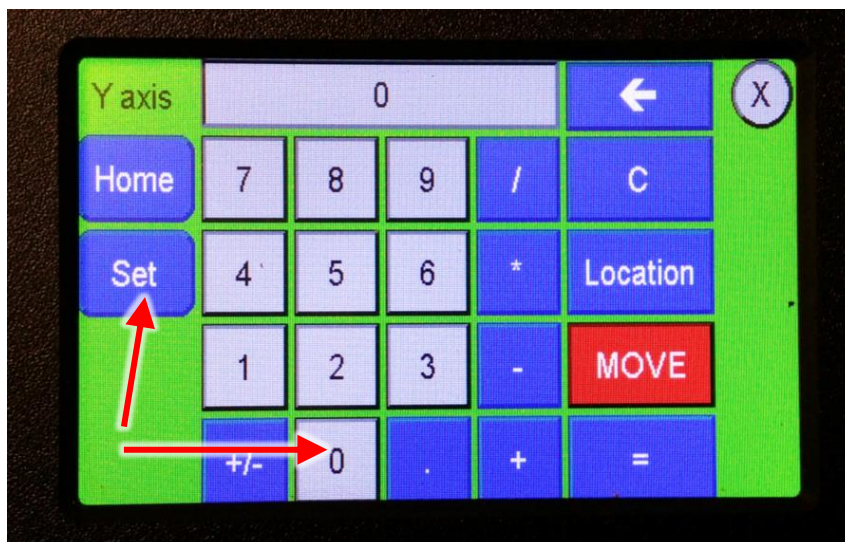 Y axis 0 ← X
Home 7 8 9 / C
Set 4 5 6 * Location
1 2 3 - MOVE
+/- 0 . + =